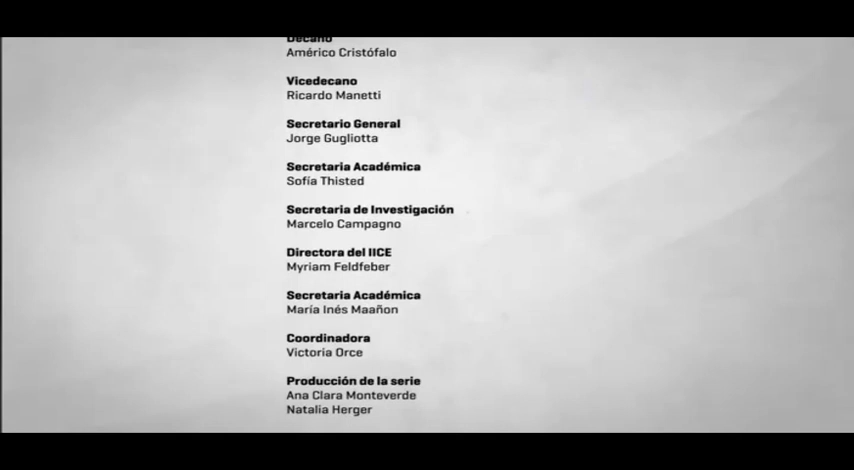 Decano
Américo Cristófalo
Vicedecano
Ricardo Manetti
Secretario General
Jorge Gugliotta
Secretaria Académica
Sofía Thisted
Secretaria de Investigación
Marcelo Campagno
Directora del IICE
Myriam Feldfeber
Secretaria Académica
María Inés Maañon
Coordinadora
Victoria Orce
Producción de la serie
Ana Clara Monteverde
Natalia Herger